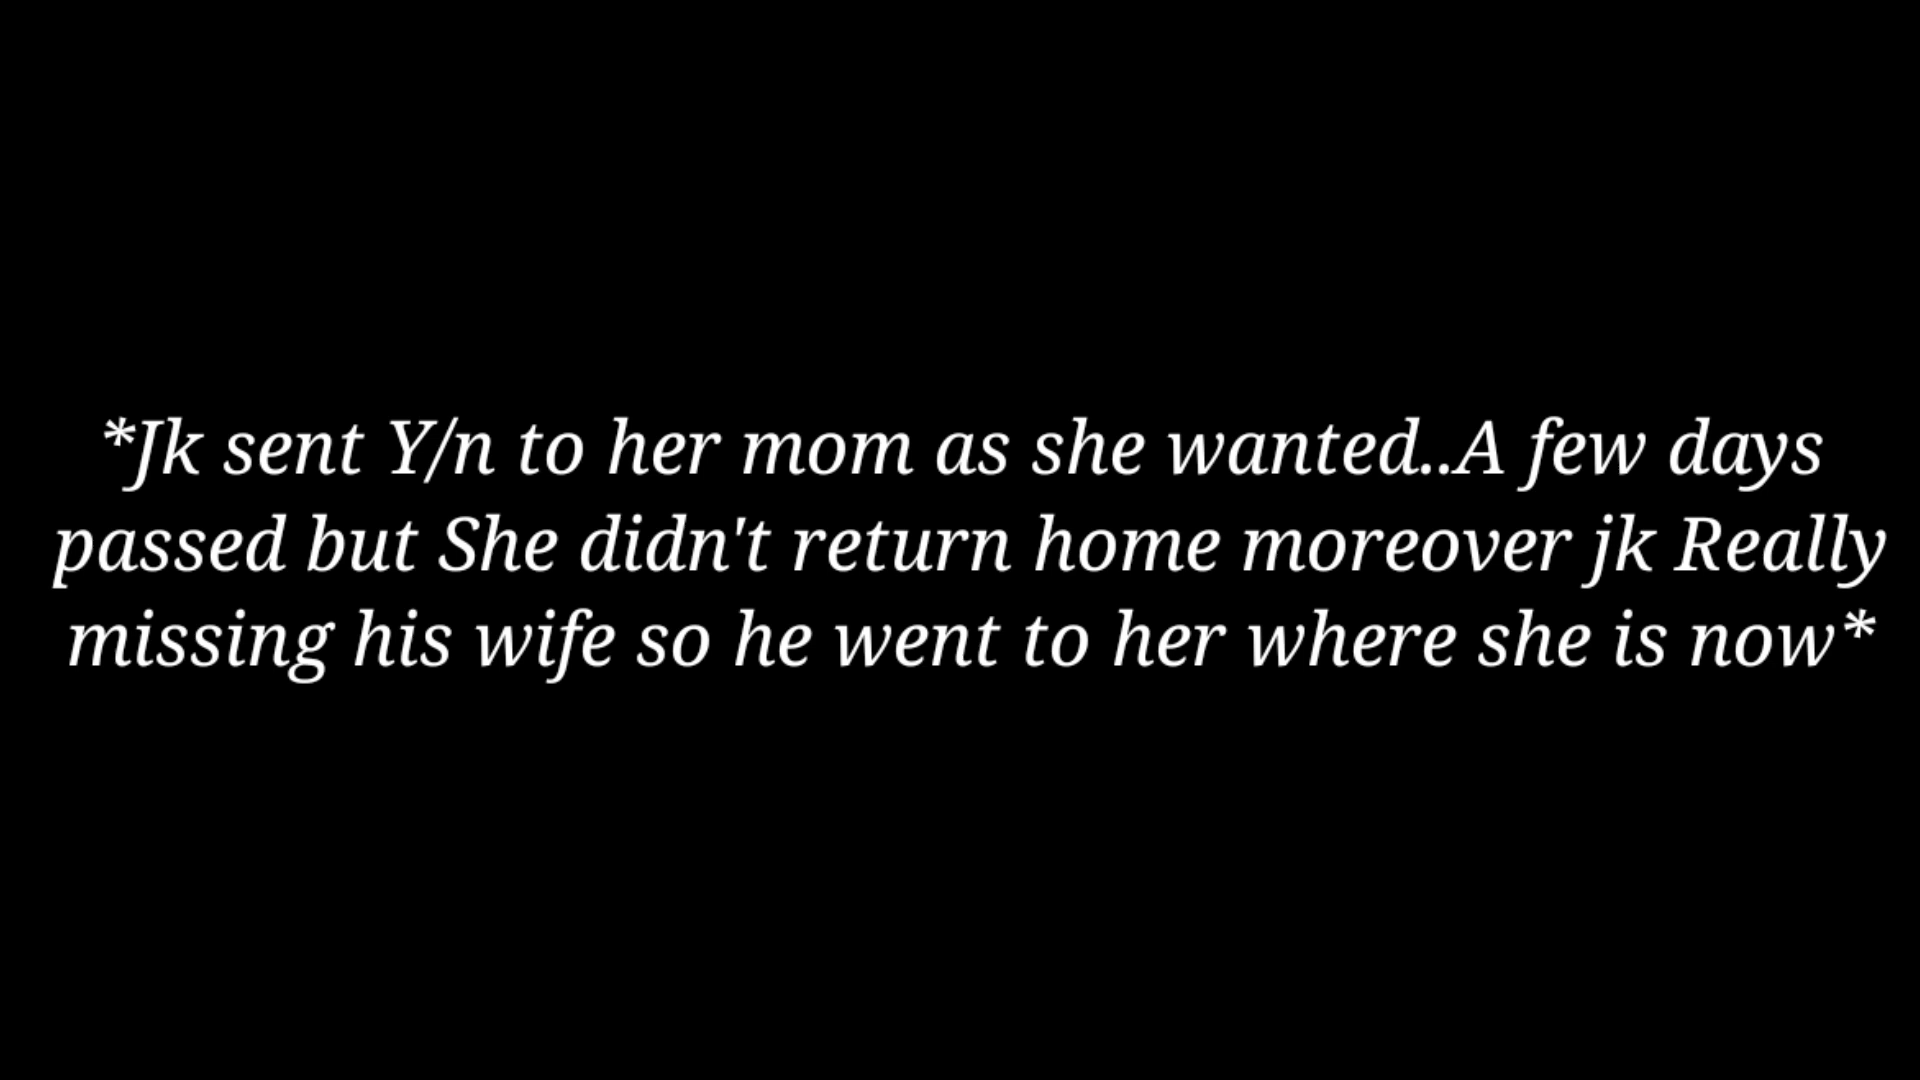 *Jk sent Y/n to her mom as she wanted..A few days
passed but She didn't return home moreover jk Really
missing his wife so he went to her where she is now*